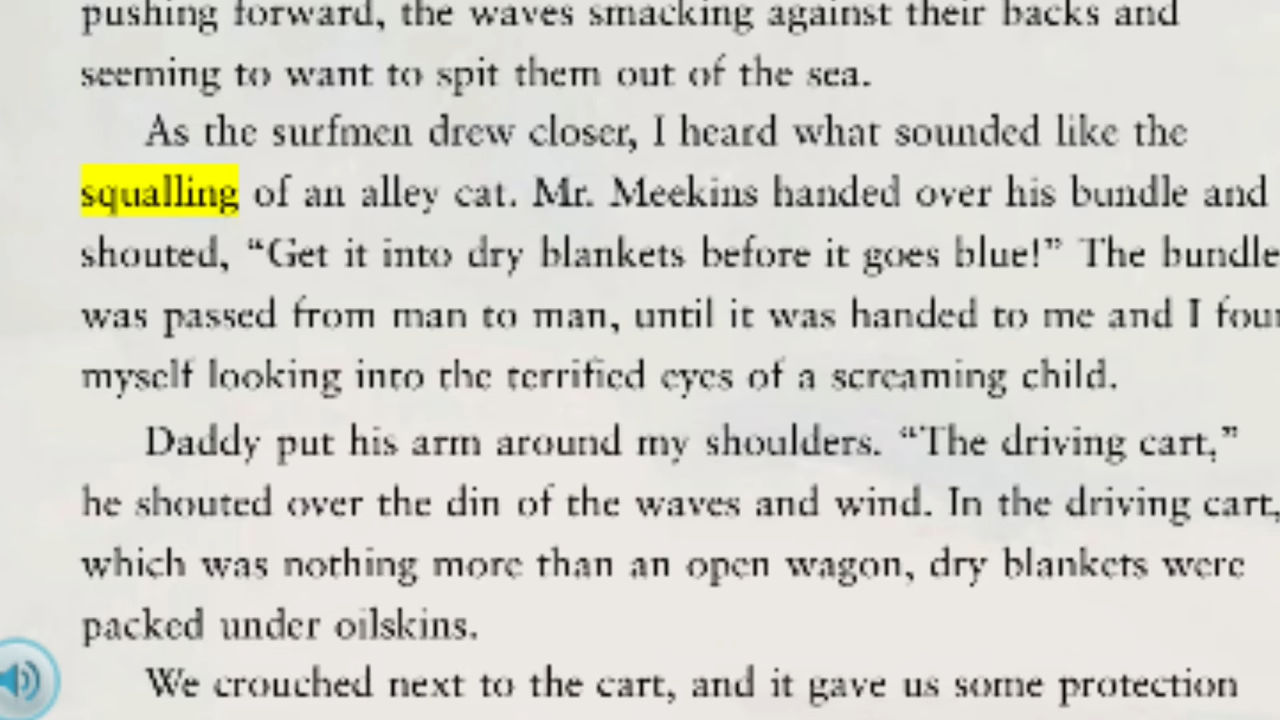 pushing forward, the waves smacking against their backs and
seeming to want to spit them out of the sea.
As the surfmen drew closer, I heard what sounded like the
squalling of an alley cat. Mr. Meekins handed over his bundle and
shouted, “Get it into dry blankets before it goes blue!” The bundle
was passed from man to man, until it was handed to me and I
myself looking into the terrified eyes of a screaming child.
Daddy put his arm around my shoulders. “The driving cart,”
he shouted over the din of the waves and wind. In the driving cart,
which was nothing more than an open wagon, dry blankets were
packed under oilskins.
We crouched next to the cart, and it gave us some protection